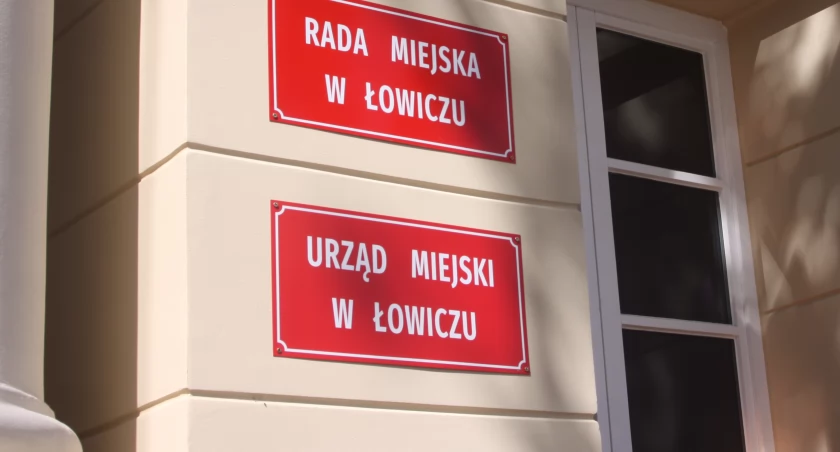 RADA MIEJSKA
W ŁOWICZU
URZĄD MIEJSKI
W ŁOWICZU